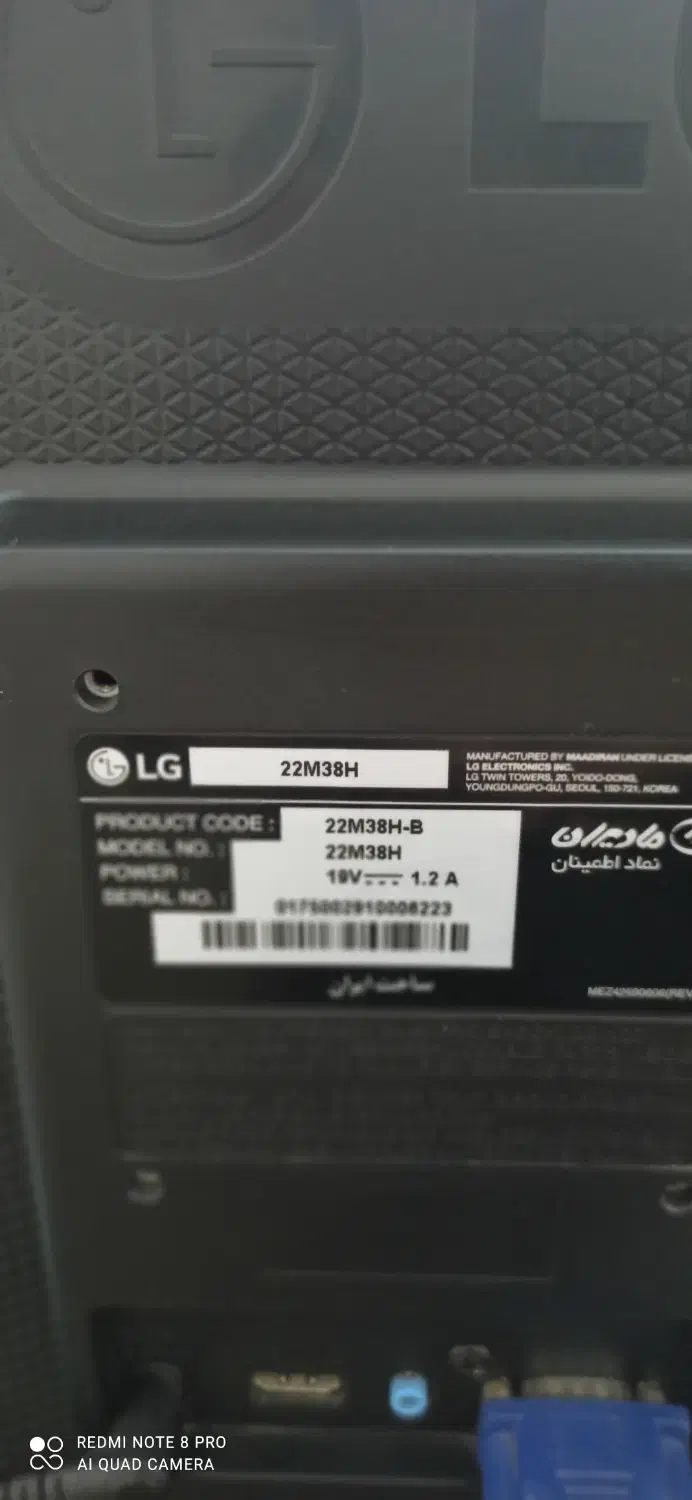 LG
LG 22M38H
MANUFACTURED BY MAADIRAN UNDER LICENS
LG ELECTRONICS INC.
LG TWIN TOWERS, 20, YOIDO-DONG,
YOUNGDUNGPO-GU, SEOUL, 150-721, KOREA
PRODUCT CODE : 22M38H-B
MODEL NO. : 22M38H
POWER : 19V 1.2 A
SERIAL NO. :
مادیران
نماد اطمینان
ساخت ایران
REDMI NOTE 8 PRO
AI QUAD CAMERA